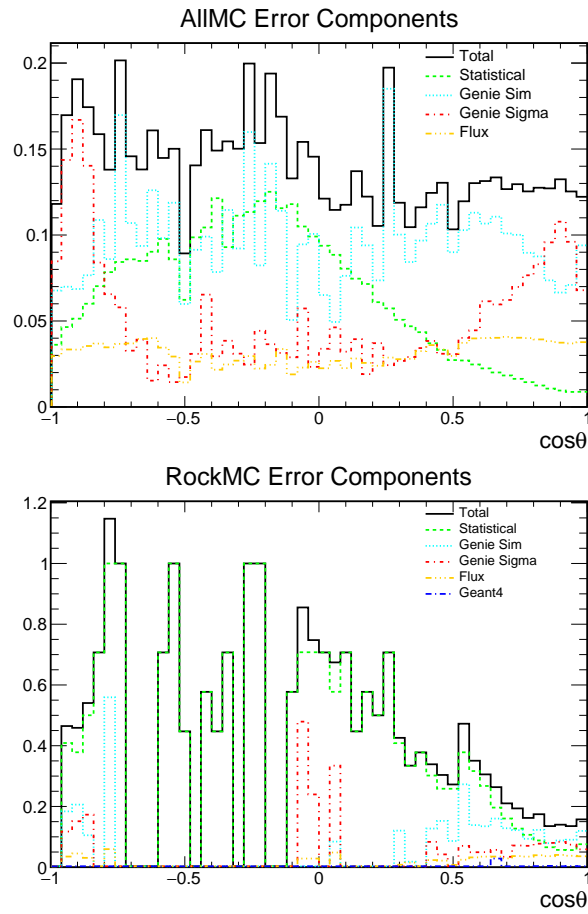 AllMC Error Components
Total
Statistical
Genie Sim
Genie Sigma
Flux
0.2
0.15
0.1
0.05
0
−1 −0.5 0 0.5 1
cosθ
RockMC Error Components
Total
Statistical
Genie Sim
Genie Sigma
Flux
Geant4
1.2
1
0.8
0.6
0.4
0.2
0
−1 −0.5 0 0.5 1
cosθ